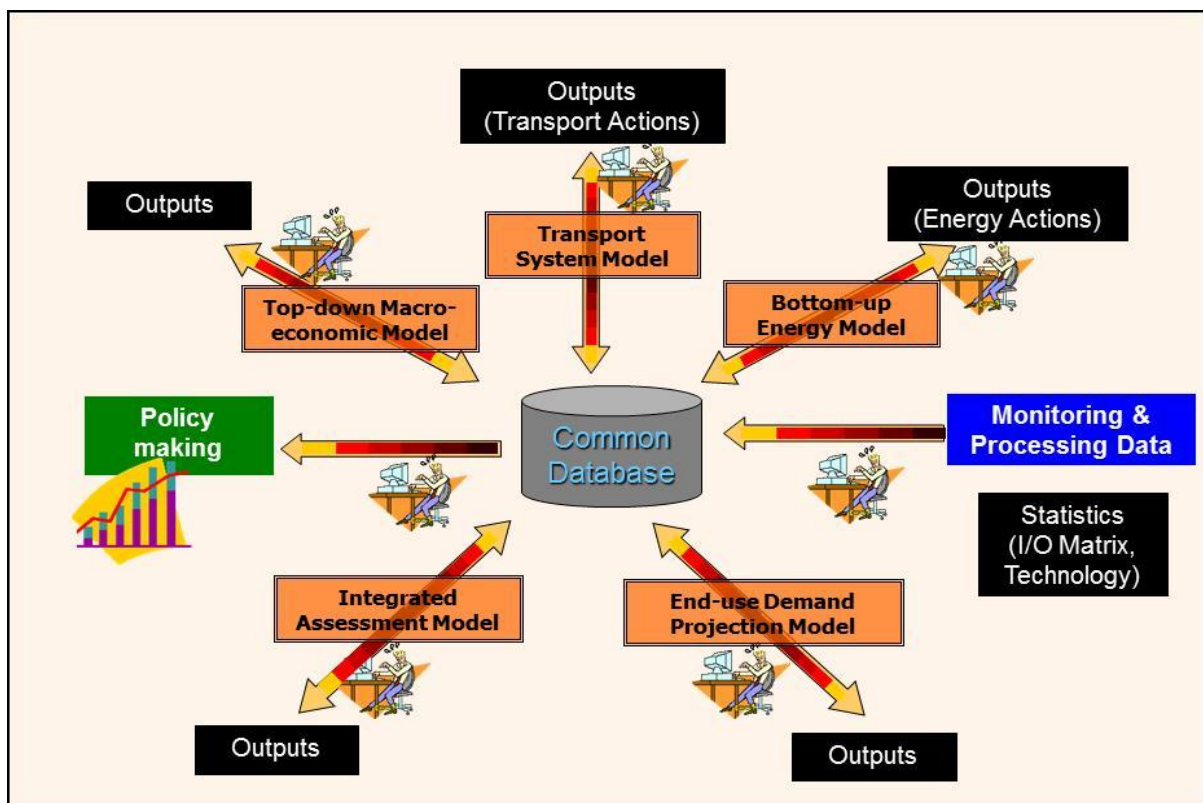 Outputs
(Transport Actions)
Outputs
Outputs
(Energy Actions)
Transport
System Model
Top-down Macro-
economic Model
Bottom-up
Energy Model
Policy
making
Common
Database
Monitoring &
Processing Data
Statistics
(I/O Matrix,
Technology)
Integrated
Assessment Model
End-use Demand
Projection Model
Outputs
Outputs